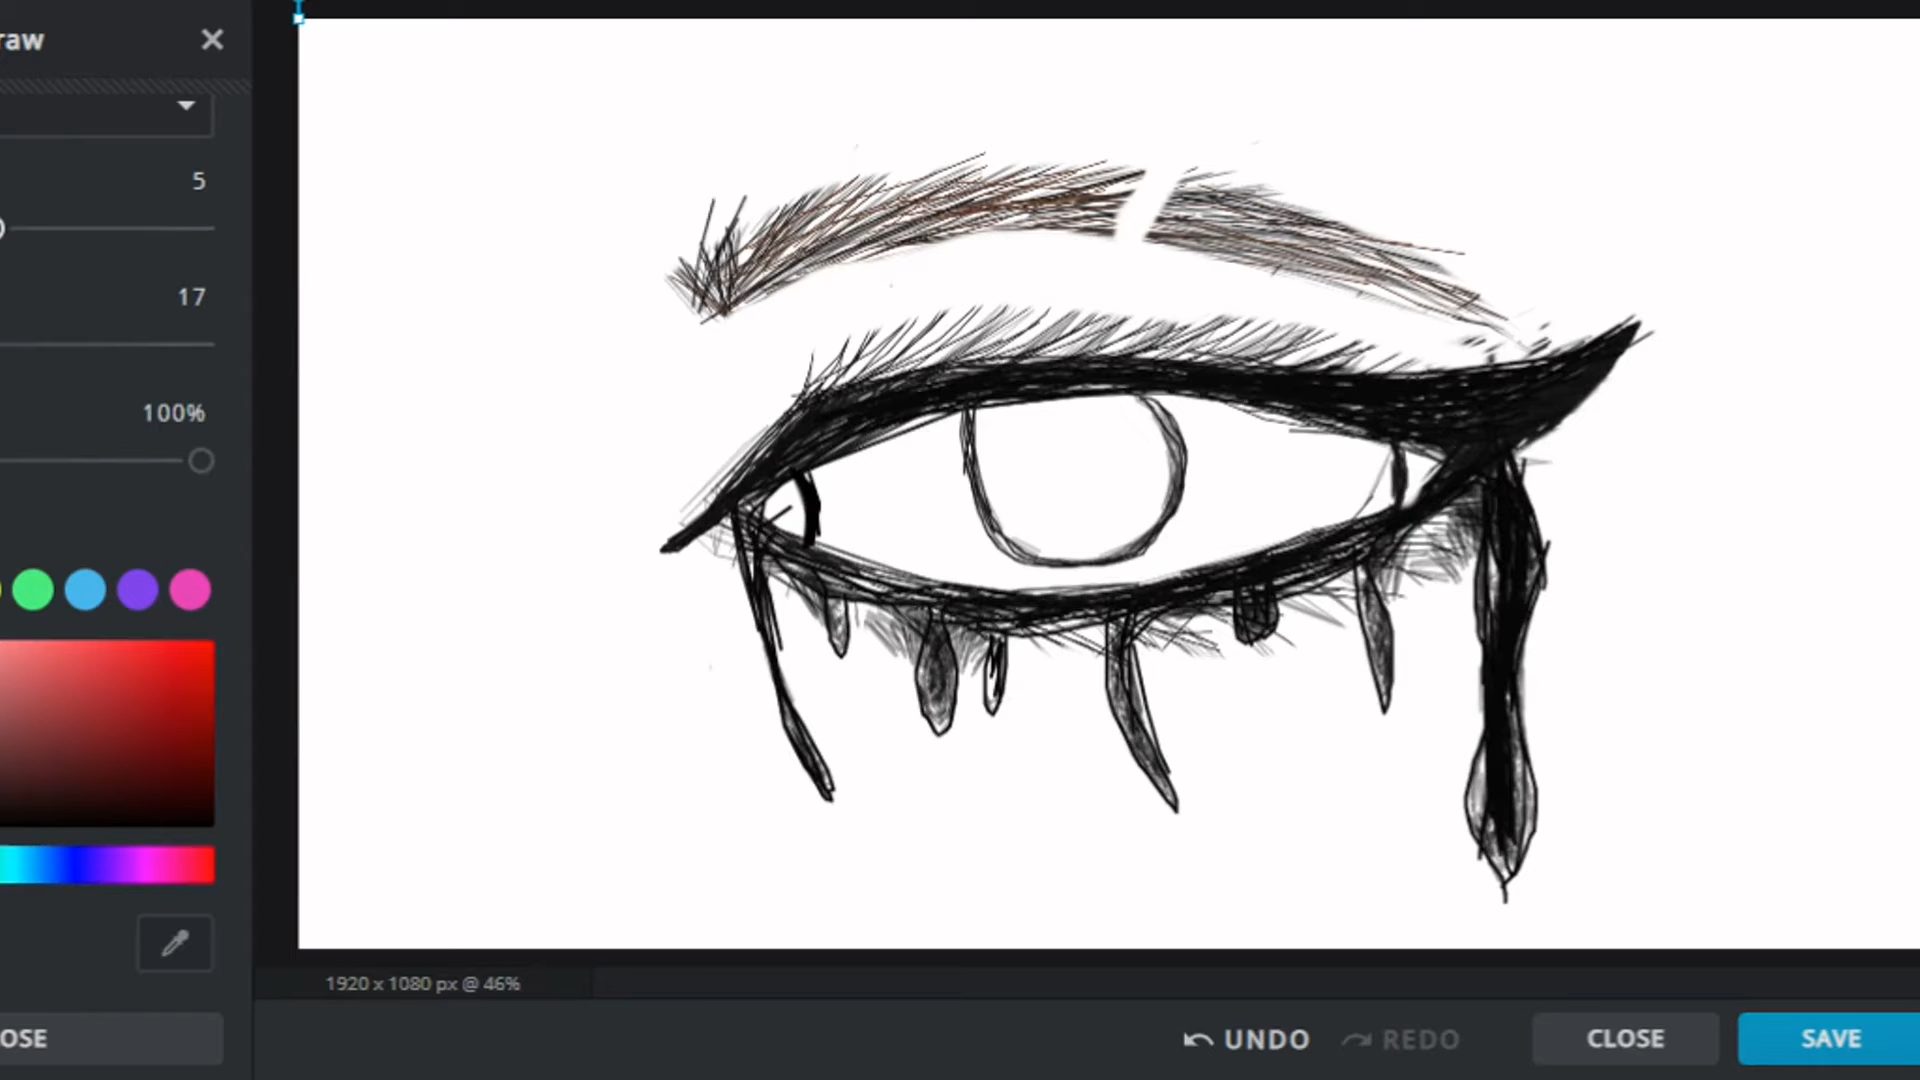 raw
5
17
100%
1920 x 1080 px @ 46%
OSE
UNDO
REDO
CLOSE
SAVE